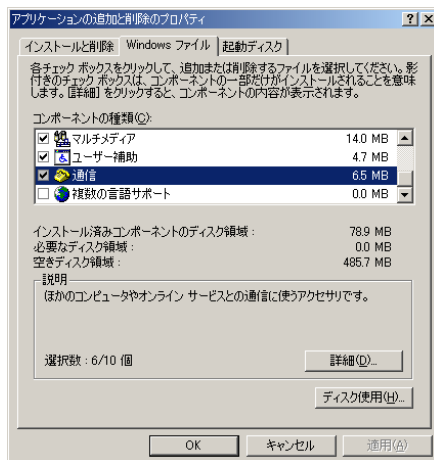 アプリケーションの追加と削除のプロパティ
インストールと削除 Windows ファイル 起動ディスク
各チェック ボックスをクリックして、追加または削除するファイルを選択してください。影
付きのチェック ボックスは、コンポーネントの一部だけがインストールされることを意味
します。[詳細] をクリックすると、コンポーネントの内容が表示されます。
コンポーネントの種類(C):
マルチメディア 14.0 MB
ユーザー補助 4.7 MB
通信 6.5 MB
複数の言語サポート 0.0 MB
インストール済みコンポーネントのディスク領域: 78.9 MB
必要なディスク領域: 0.0 MB
空きディスク領域: 485.7 MB
説明
ほかのコンピュータやオンライン サービスとの通信に使うアクセサリです。
選択数:6/10 個
詳細(D)...
ディスク使用(H)...
OK キャンセル 適用(A)